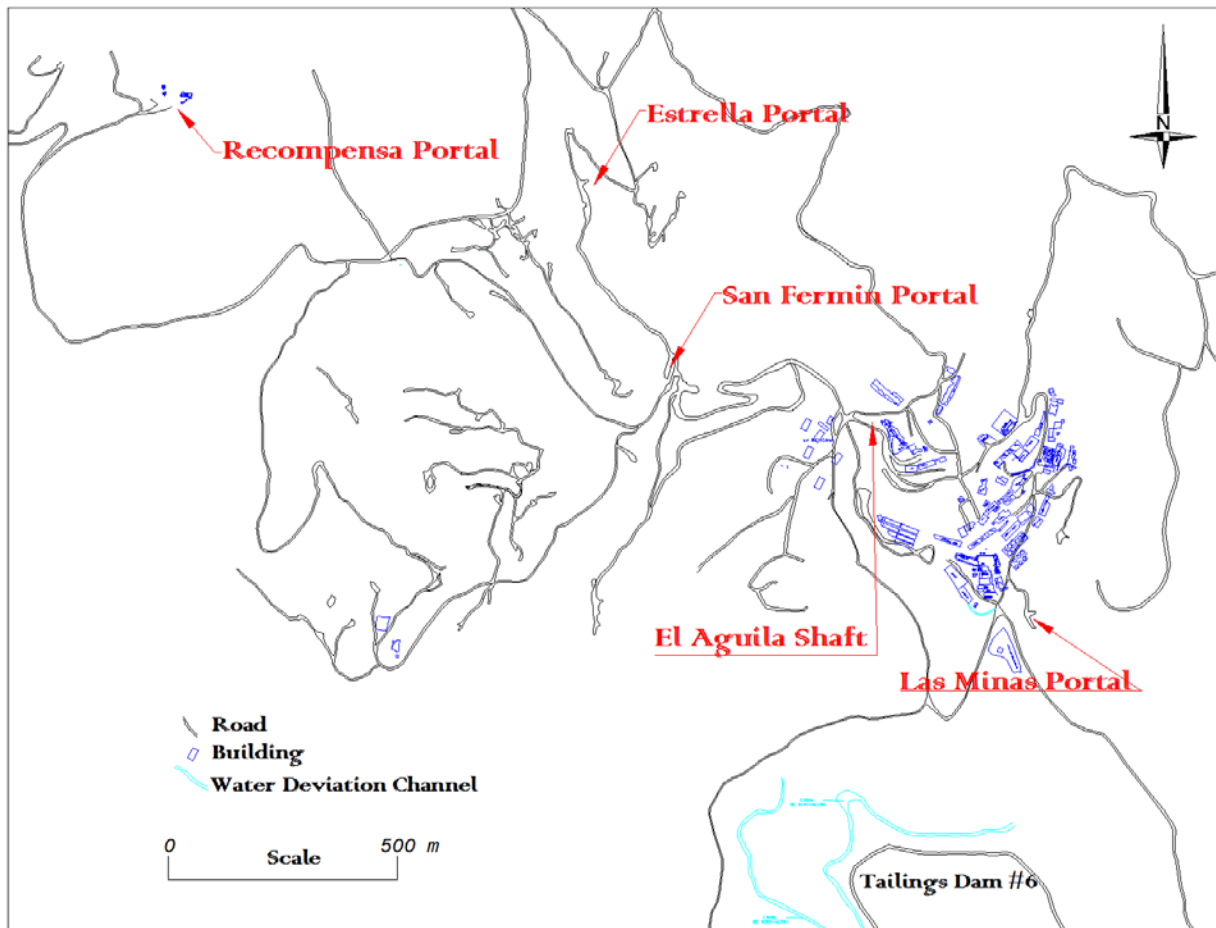 Estrella Portal
Recompensa Portal
N
San Fermin Portal
El Aguila Shaft
Las Minas Portal
Road
Building
Water Deviation Channel
0 500 m
Scale
Tailings Dam #6